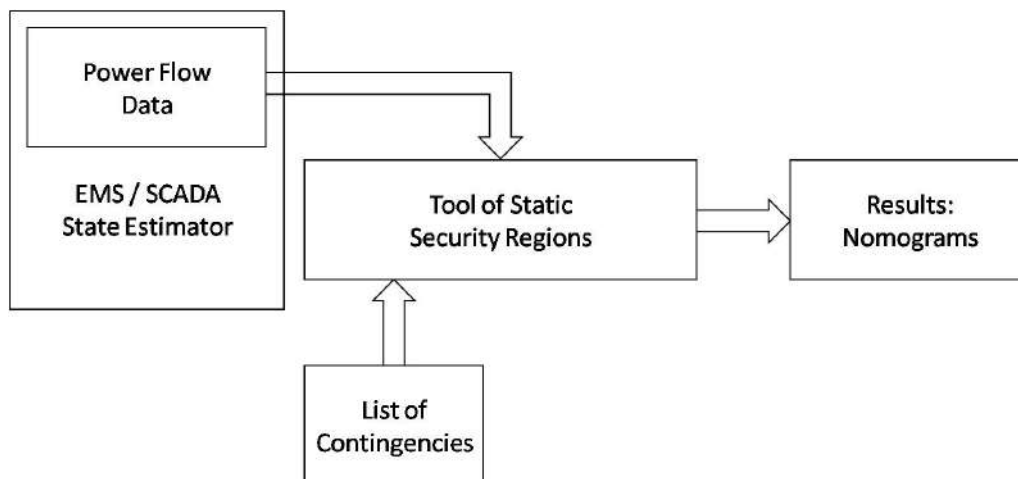 Power Flow
Data
EMS / SCADA
State Estimator
Tool of Static
Security Regions
Results:
Nomograms
List of
Contingencies